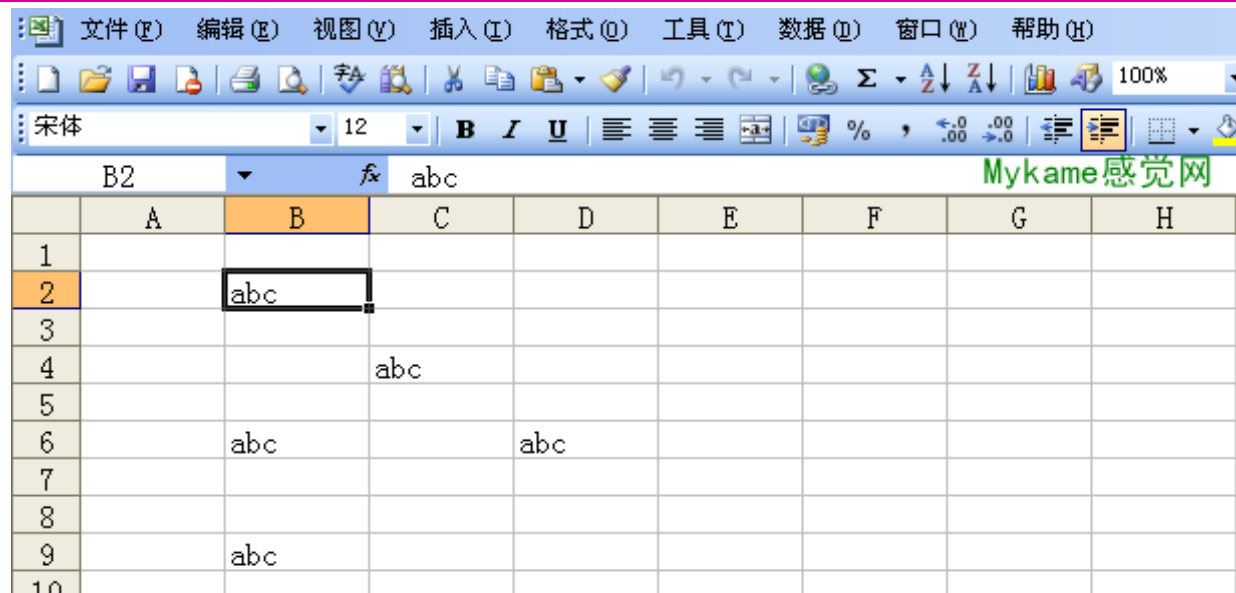 文件(F) 编辑(E) 视图(V) 插入(I) 格式(O) 工具(T) 数据(D) 窗口(W) 帮助(H)
100%
宋体 12 B I U % ,
B2 fx abc Mykame感觉网
A B C D E F G H
1
2 abc
3
4 abc
5
6 abc abc
7
8
9 abc
10